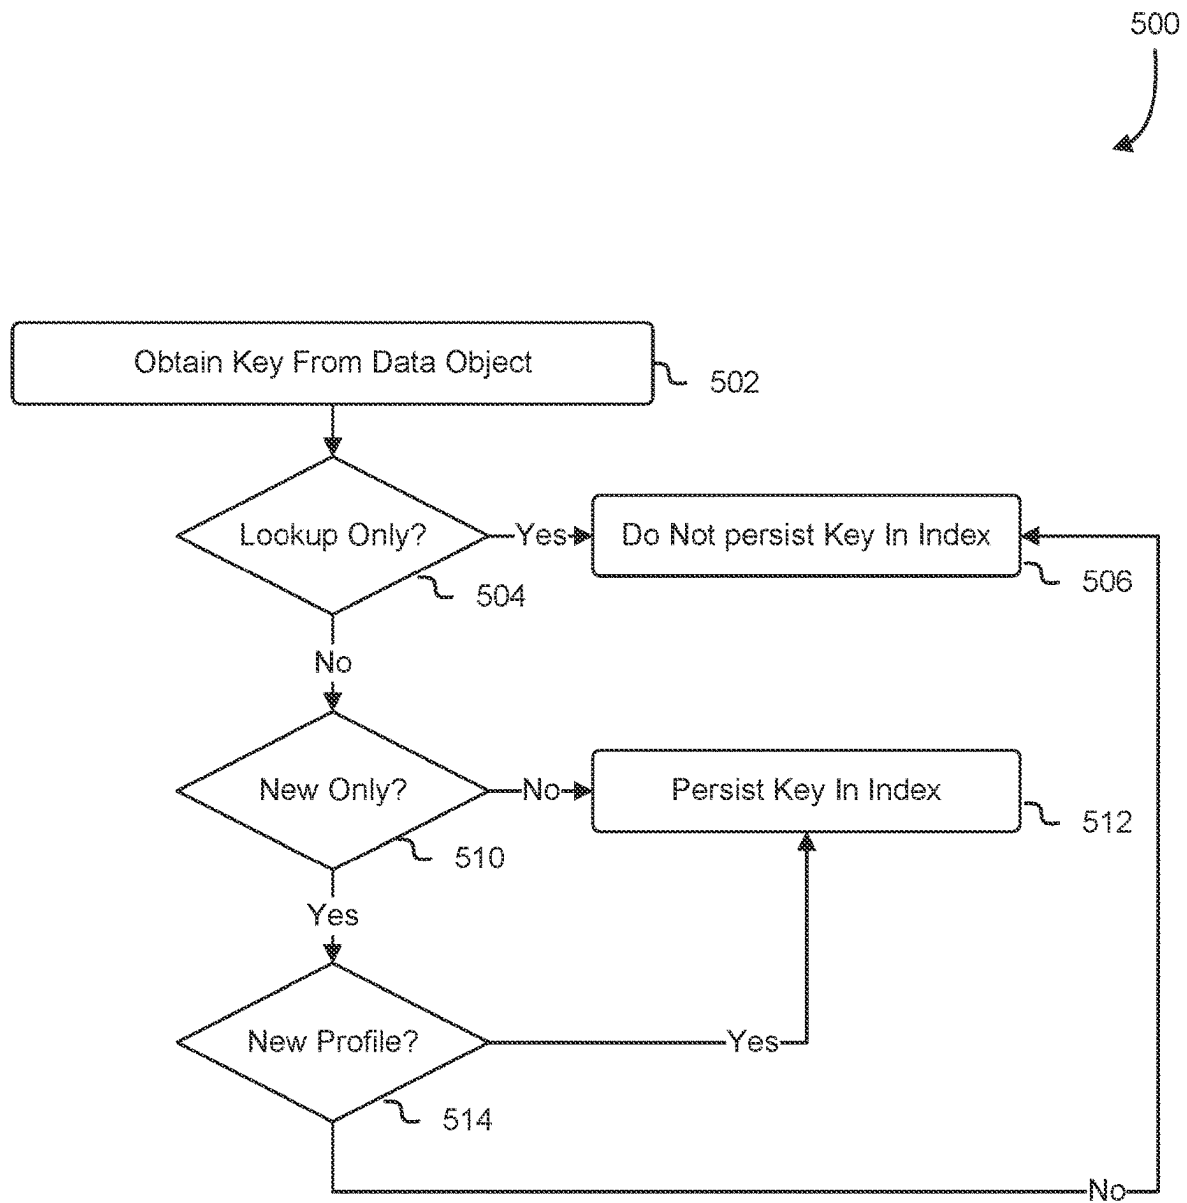 500
Obtain Key From Data Object
502
Lookup Only?
Yes
Do Not persist Key In Index
504
506
No
New Only?
No
Persist Key In Index
510
512
Yes
New Profile?
Yes
514
No